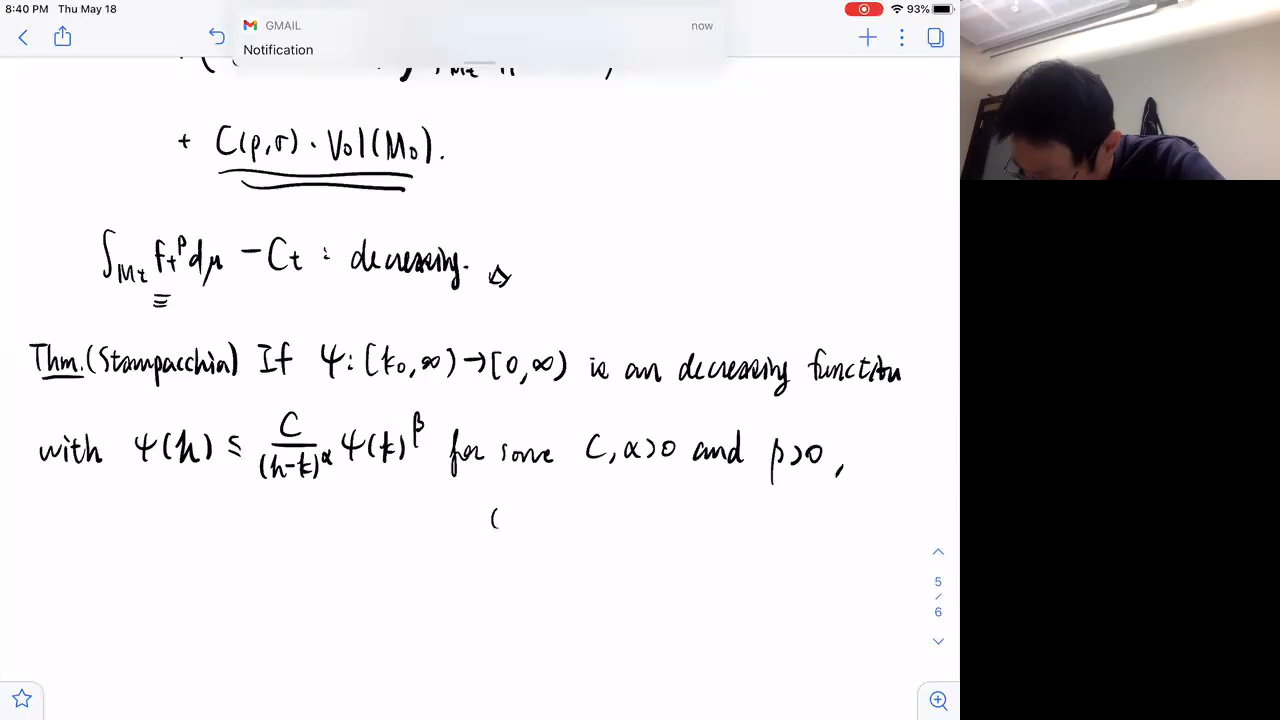 8:40 PM Thu May 18
93%
GMAIL
now
Notification
+ C(p,σ) · Vol(M₀).
∫_{M_t} f_t^p dμ − Ct : decreasing.
Thm. (Stampacchia) If Ψ: [k₀, ∞) → [0, ∞) is an decreasing function
with Ψ(h) ≤ C/(h−k)^α Ψ(k)^β for some C, α>0 and β>0,
(
5
/
6